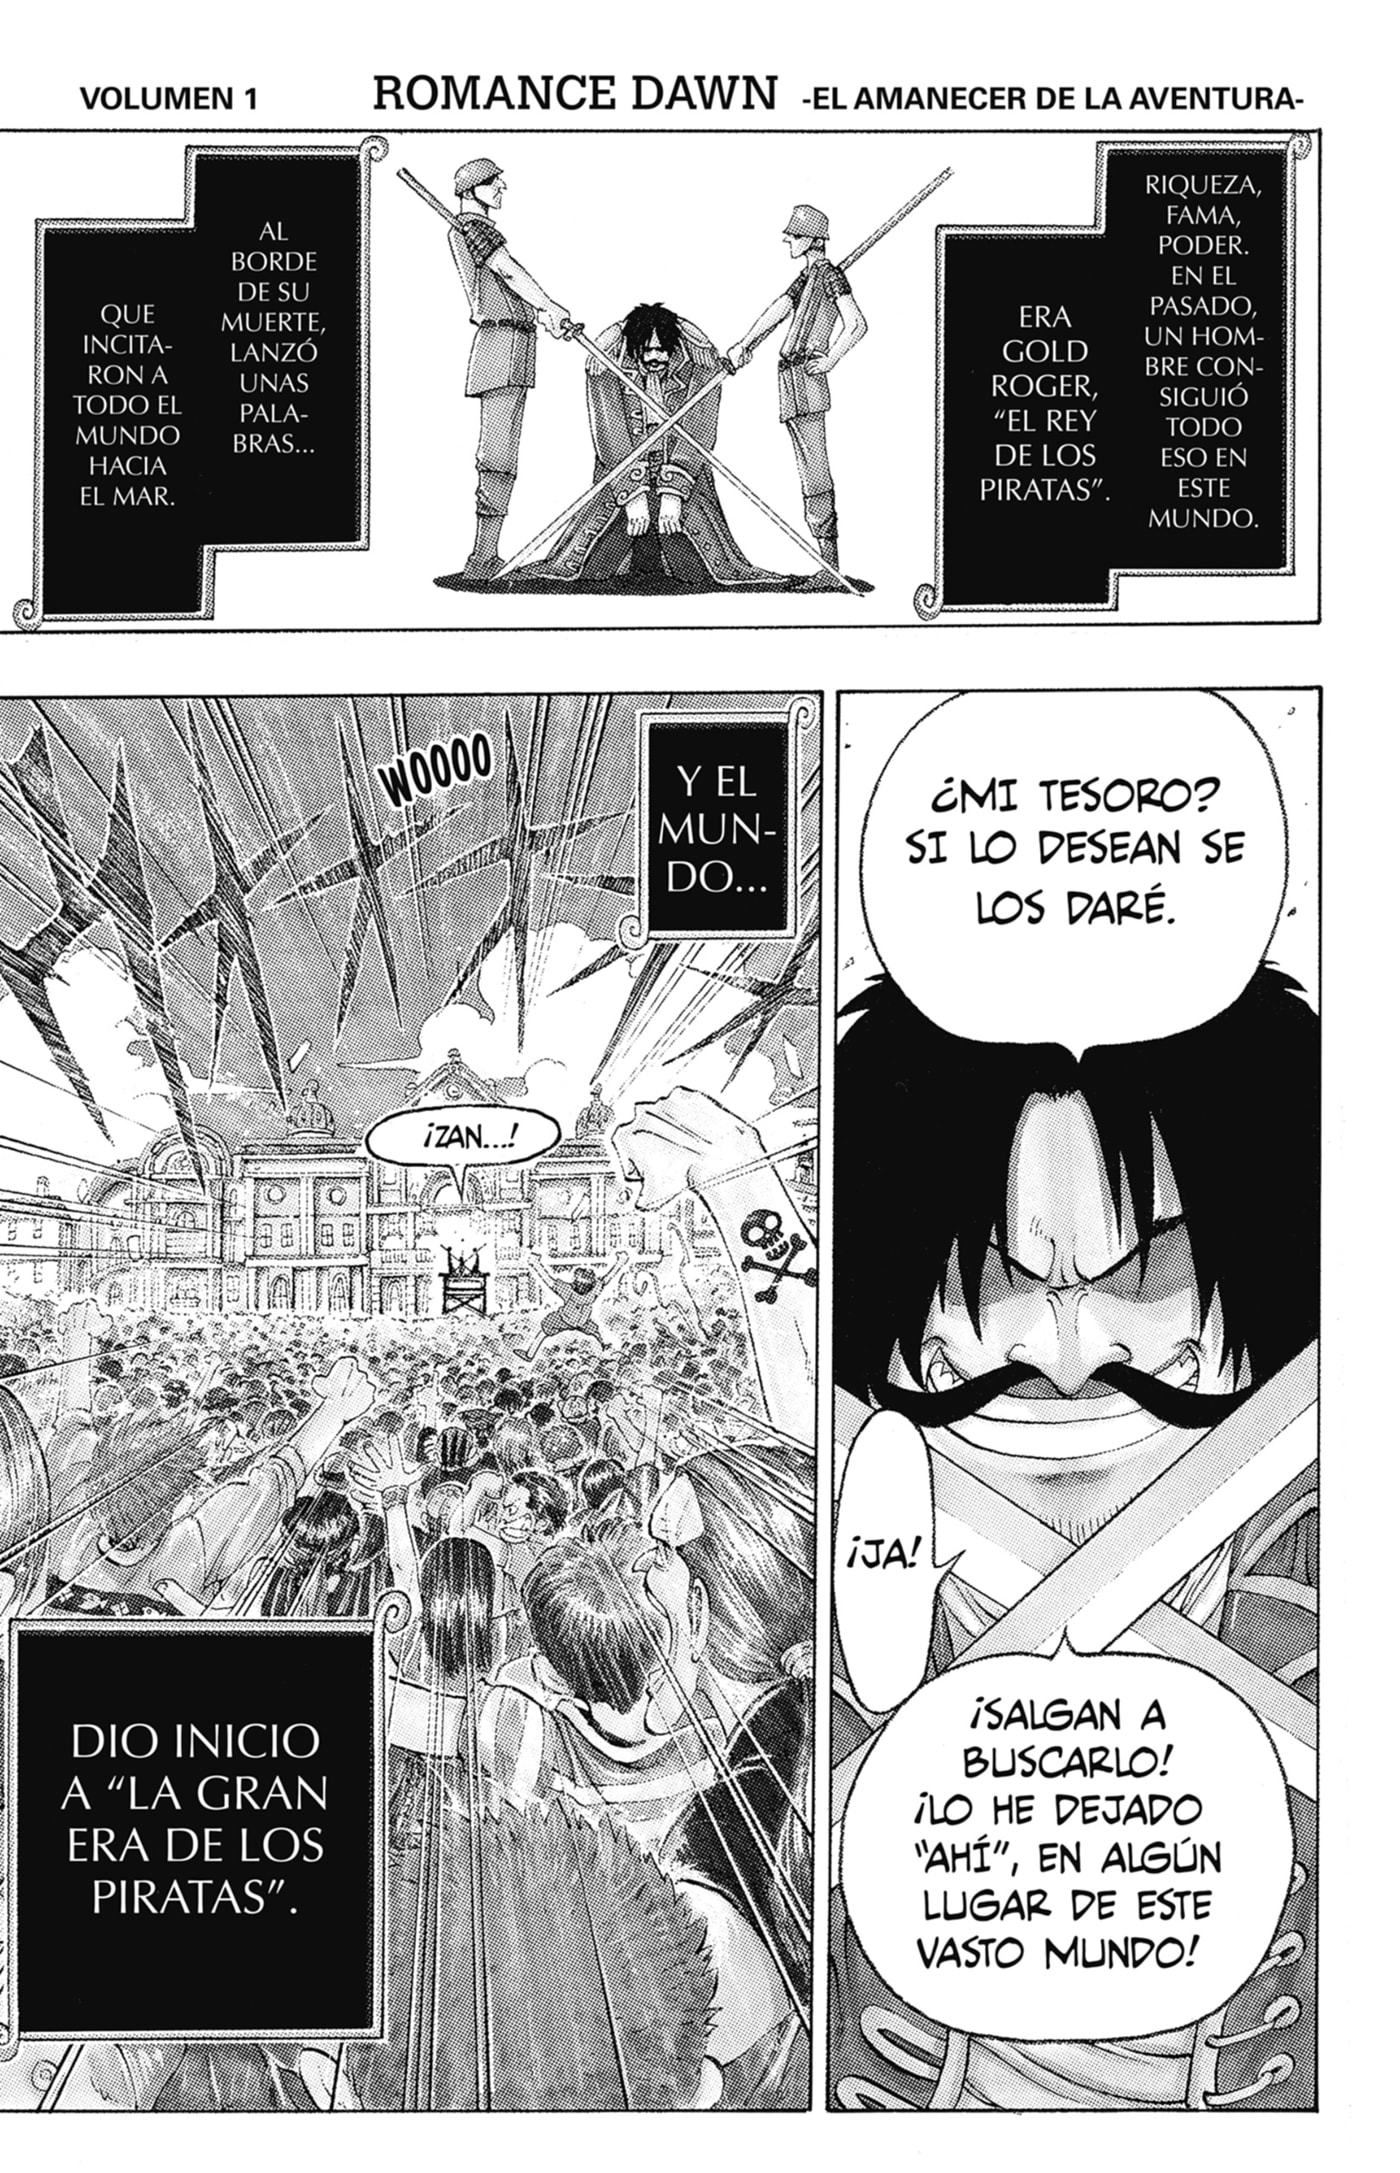 VOLUMEN 1 ROMANCE DAWN -EL AMANECER DE LA AVENTURA-
RIQUEZA,
FAMA,
PODER.
EN EL
PASADO,
UN HOM-
BRE CON-
SIGUIÓ
TODO
ESO EN
ESTE
MUNDO.
ERA
GOLD
ROGER,
“EL REY
DE LOS
PIRATAS”.
AL
BORDE
DE SU
MUERTE,
LANZÓ
UNAS
PALA-
BRAS...
QUE
INCITA-
RON A
TODO EL
MUNDO
HACIA
EL MAR.
¿MI TESORO?
SI LO DESEAN SE
LOS DARÉ.
¡JA!
¡SALGAN A
BUSCARLO!
¡LO HE DEJADO
“AHÍ”, EN ALGÚN
LUGAR DE ESTE
VASTO MUNDO!
Y EL
MUN-
DO...
WOOOO
¡ZAN...!
DIO INICIO
A “LA GRAN
ERA DE LOS
PIRATAS”.